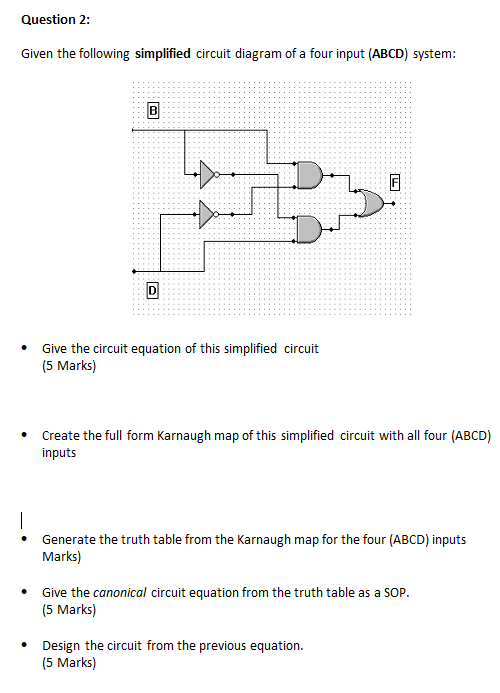 Question 2:
Given the following simplified circuit diagram of a four input (ABCD) system:
B
F
D
• Give the circuit equation of this simplified circuit
(5 Marks)
• Create the full form Karnaugh map of this simplified circuit with all four (ABCD)
inputs
• Generate the truth table from the Karnaugh map for the four (ABCD) inputs
Marks)
• Give the canonical circuit equation from the truth table as a SOP.
(5 Marks)
• Design the circuit from the previous equation.
(5 Marks)